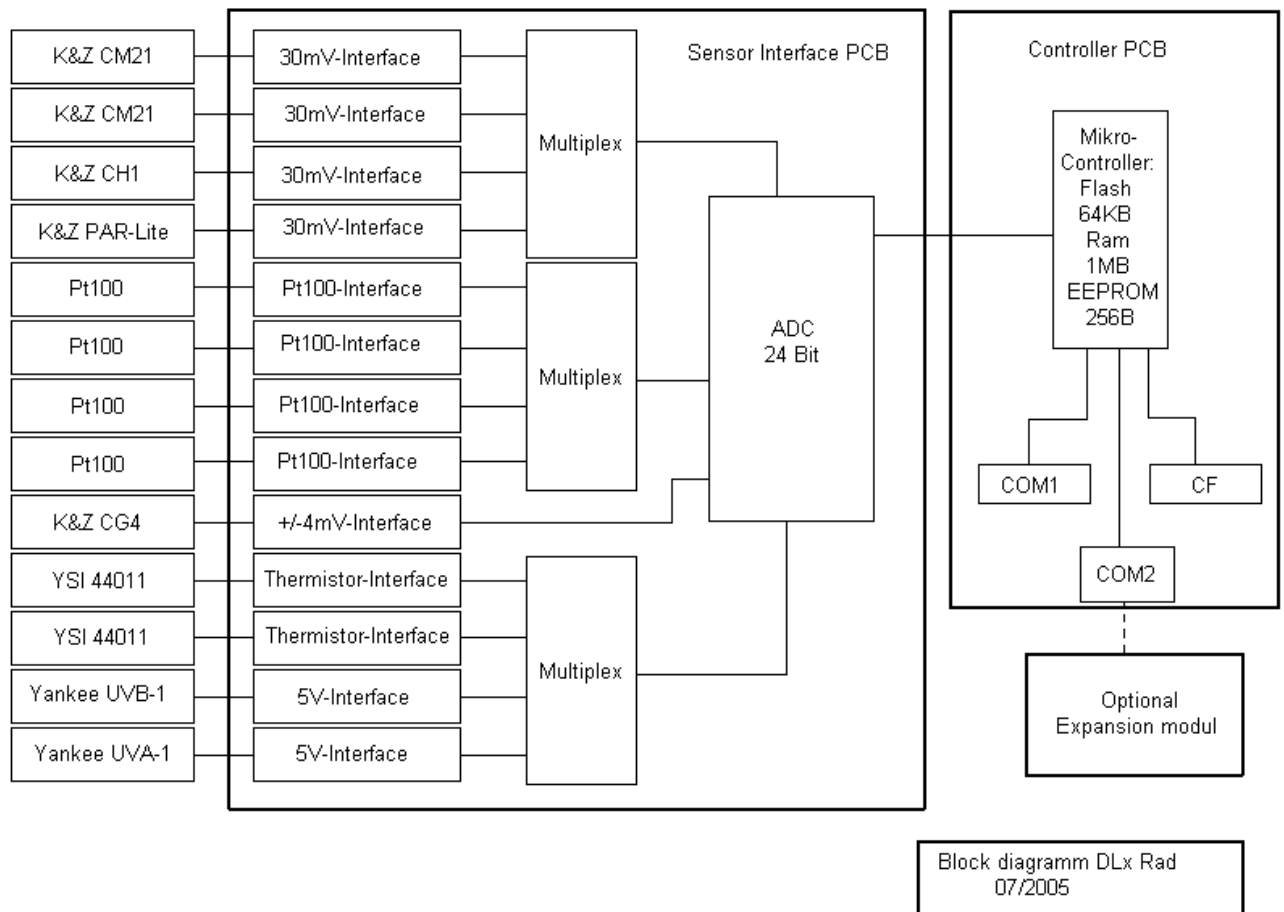 Sensor Interface PCB
Controller PCB
K&Z CM21
30mV-Interface
K&Z CM21
30mV-Interface
K&Z CH1
30mV-Interface
K&Z PAR-Lite
30mV-Interface
Multiplex
Pt100
Pt100-Interface
Pt100
Pt100-Interface
Pt100
Pt100-Interface
Pt100
Pt100-Interface
Multiplex
K&Z CG4
+/-4mV-Interface
YSI 44011
Thermistor-Interface
YSI 44011
Thermistor-Interface
Yankee UVB-1
5V-Interface
Yankee UVA-1
5V-Interface
Multiplex
ADC
24 Bit
Mikro-
Controller:
Flash
64KB
Ram
1MB
EEPROM
256B
COM1
CF
COM2
Optional
Expansion modul
Block diagramm DLx Rad
07/2005